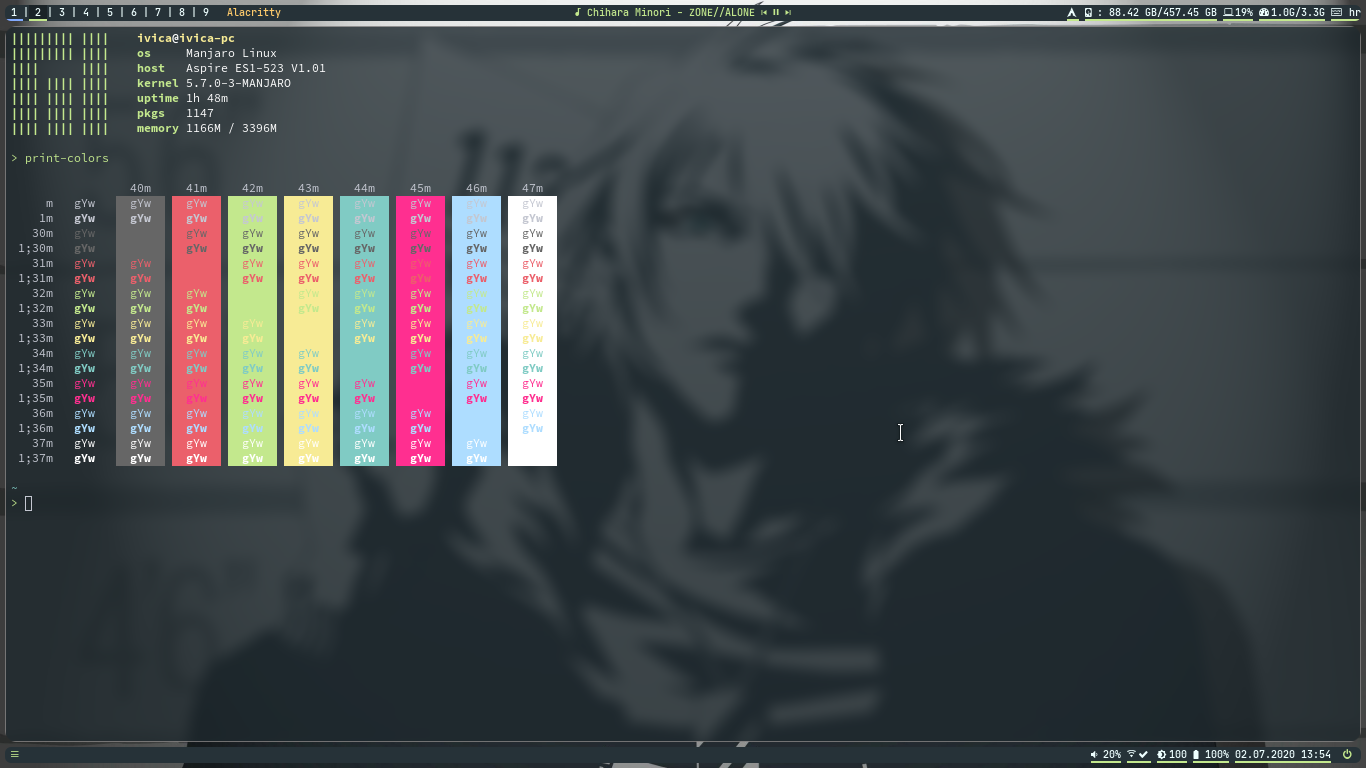 1 | 2 | 3 | 4 | 5 | 6 | 7 | 8 | 9 Alacritty
Chihara Minori - ZONE//ALONE
: 88.42 GB/457.45 GB 19% 1.0G/3.3G hr
ivica@ivica-pc
os Manjaro Linux
host Aspire ES1-523 V1.01
kernel 5.7.0-3-MANJARO
uptime 1h 48m
pkgs 1147
memory 1166M / 3396M
> print-colors
40m 41m 42m 43m 44m 45m 46m 47m
m gYw gYw gYw gYw gYw gYw gYw gYw gYw
1m gYw gYw gYw gYw gYw gYw gYw gYw gYw
30m gYw gYw gYw gYw gYw gYw gYw gYw
1;30m gYw gYw gYw gYw gYw gYw gYw gYw
31m gYw gYw gYw gYw gYw gYw gYw gYw
1;31m gYw gYw gYw gYw gYw gYw gYw gYw
32m gYw gYw gYw gYw gYw gYw gYw gYw
1;32m gYw gYw gYw gYw gYw gYw gYw gYw
33m gYw gYw gYw gYw gYw gYw gYw gYw
1;33m gYw gYw gYw gYw gYw gYw gYw gYw
34m gYw gYw gYw gYw gYw gYw gYw gYw
1;34m gYw gYw gYw gYw gYw gYw gYw gYw
35m gYw gYw gYw gYw gYw gYw gYw gYw
1;35m gYw gYw gYw gYw gYw gYw gYw gYw
36m gYw gYw gYw gYw gYw gYw gYw gYw
1;36m gYw gYw gYw gYw gYw gYw gYw gYw
37m gYw gYw gYw gYw gYw gYw gYw gYw
1;37m gYw gYw gYw gYw gYw gYw gYw gYw
~
>
20% 100 100% 02.07.2020 13:54